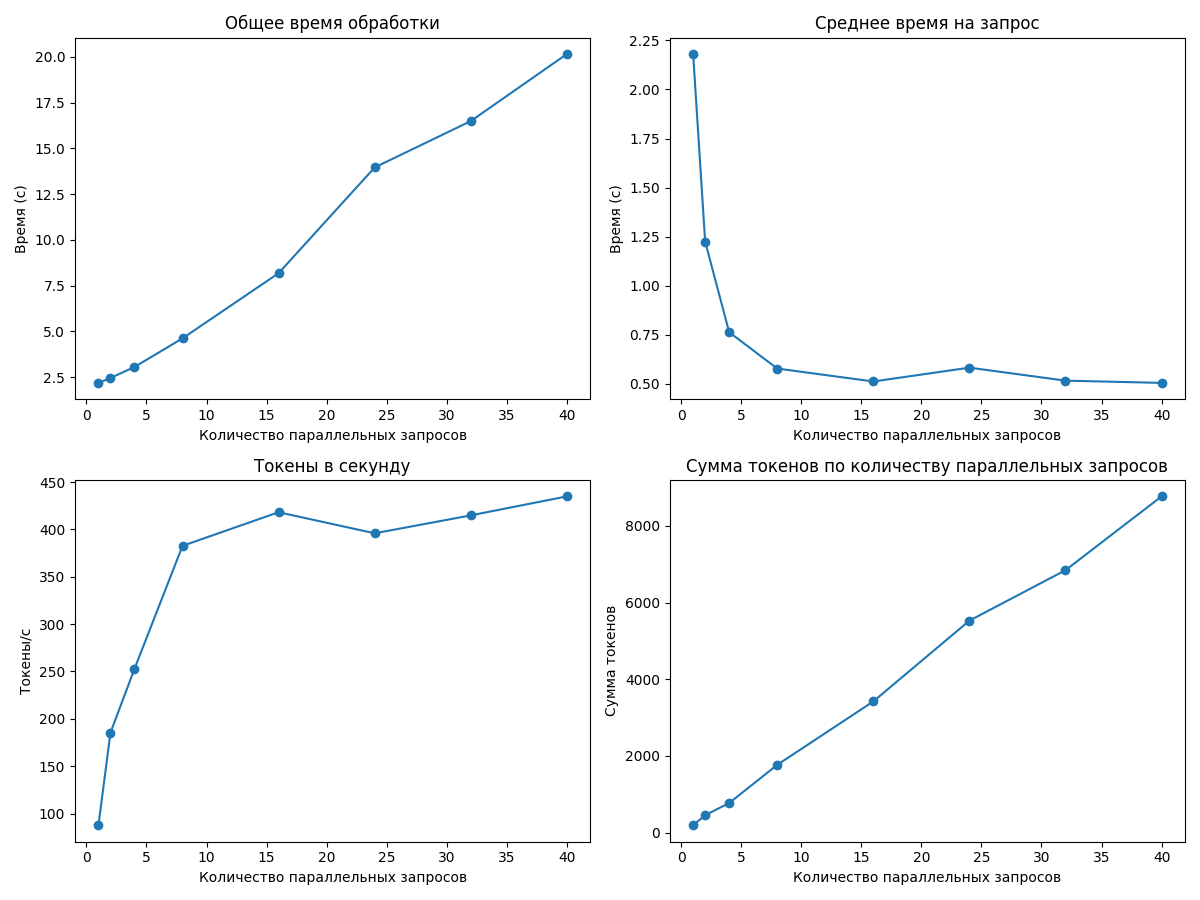 Общее время обработки
Время (с)
20.0
17.5
15.0
12.5
10.0
7.5
5.0
2.5
0 5 10 15 20 25 30 35 40
Количество параллельных запросов
Среднее время на запрос
Время (с)
2.25
2.00
1.75
1.50
1.25
1.00
0.75
0.50
0 5 10 15 20 25 30 35 40
Количество параллельных запросов
Токены в секунду
Токены/с
450
400
350
300
250
200
150
100
0 5 10 15 20 25 30 35 40
Количество параллельных запросов
Сумма токенов по количеству параллельных запросов
Сумма токенов
8000
6000
4000
2000
0
0 5 10 15 20 25 30 35 40
Количество параллельных запросов